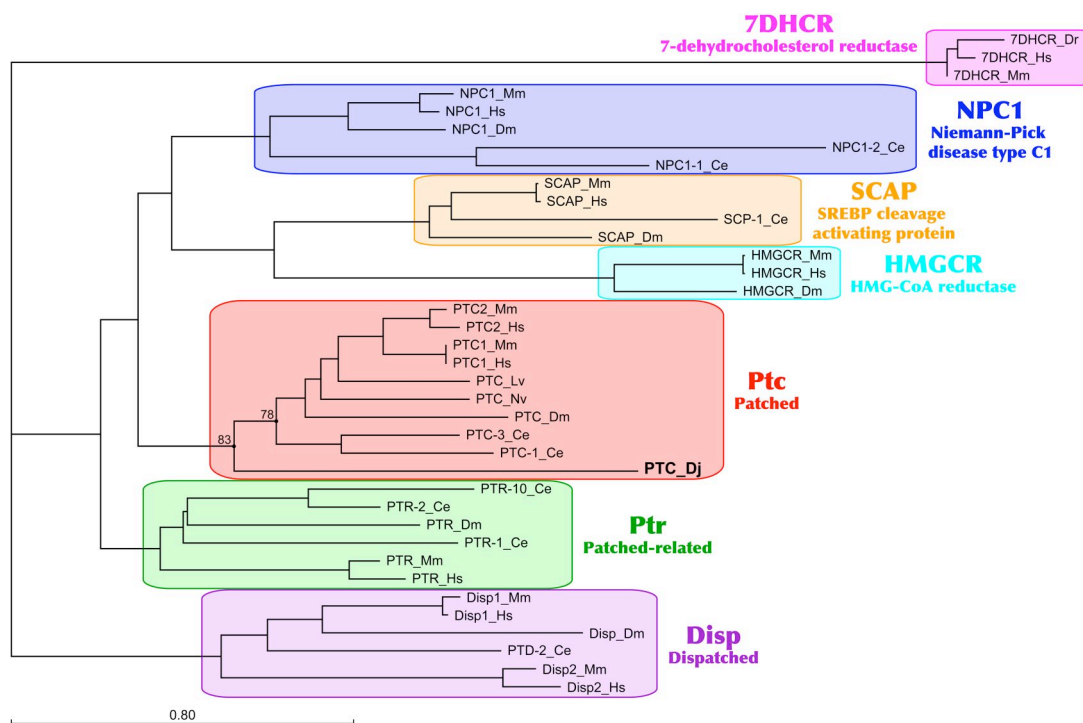 7DHCR
7-dehydrocholesterol reductase
7DHCR_Dr
7DHCR_Hs
7DHCR_Mm
NPC1_Mm
NPC1_Hs
NPC1_Dm
NPC1-2_Ce
NPC1-1_Ce
NPC1
Niemann-Pick
disease type C1
SCAP_Mm
SCAP_Hs
SCP-1_Ce
SCAP_Dm
SCAP
SREBP cleavage
activating protein
HMGCR_Mm
HMGCR_Hs
HMGCR_Dm
HMGCR
HMG-CoA reductase
PTC2_Mm
PTC2_Hs
PTC1_Mm
PTC1_Hs
PTC_Lv
PTC_Nv
78
PTC_Dm
83
PTC-3_Ce
PTC-1_Ce
PTC_Dj
Ptc
Patched
PTR-10_Ce
PTR-2_Ce
PTR_Dm
PTR-1_Ce
PTR_Mm
PTR_Hs
Ptr
Patched-related
Disp1_Mm
Disp1_Hs
Disp_Dm
PTD-2_Ce
Disp2_Mm
Disp2_Hs
Disp
Dispatched
0.80